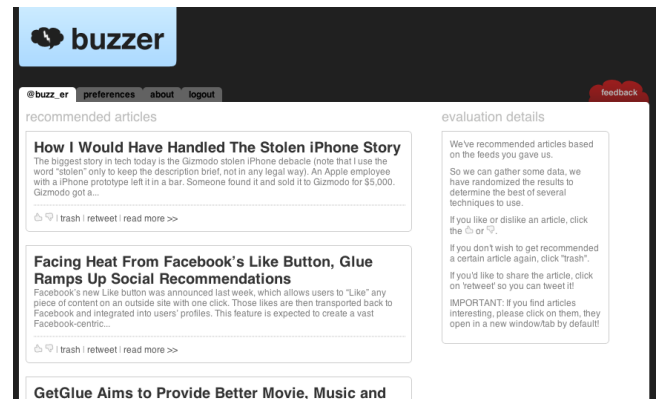 buzzer
@buzz_er preferences about logout
feedback
recommended articles
How I Would Have Handled The Stolen iPhone Story
The biggest story in tech today is the Gizmodo stolen iPhone debacle (note that I use the
word “stolen” only to keep the description brief, not in any legal way). An Apple employee
with a iPhone prototype left it in a bar. Someone found it and sold it to Gizmodo for $5,000.
Gizmodo got a...
| trash | retweet | read more >>
Facing Heat From Facebook’s Like Button, Glue
Ramps Up Social Recommendations
Facebook’s new Like button was announced last week, which allows users to “Like” any
piece of content on an outside site with one click. Those likes are then transported back to
Facebook and integrated into users’ profiles. This feature is expected to create a vast
Facebook-centric...
| trash | retweet | read more >>
GetGlue Aims to Provide Better Movie, Music and
evaluation details
We've recommended articles based
on the feeds you gave us.
So we can gather some data, we
have randomized the results to
determine the best of several
techniques to use.
If you like or dislike an article, click
the or .
If you don't wish to get recommended
a certain article again, click "trash".
If you'd like to share the article, click
on 'retweet' so you can tweet it!
IMPORTANT: If you find articles
interesting, please click on them, they
open in a new window/tab by default!